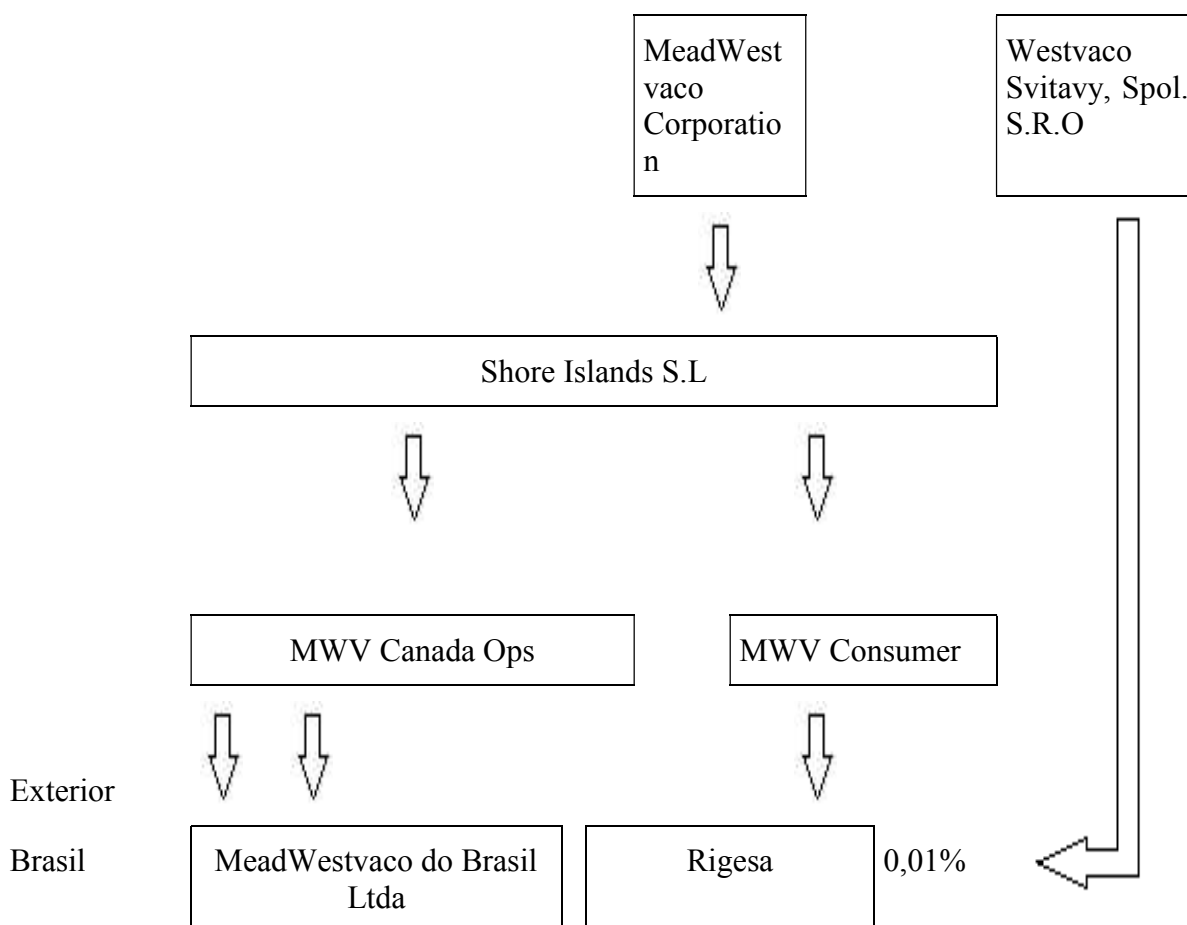 MeadWest
vaco
Corporatio
n
Westvaco
Svitavy, Spol.
S.R.O
Shore Islands S.L
MWV Canada Ops
MWV Consumer
Exterior
Brasil
MeadWestvaco do Brasil
Ltda
Rigesa
0,01%